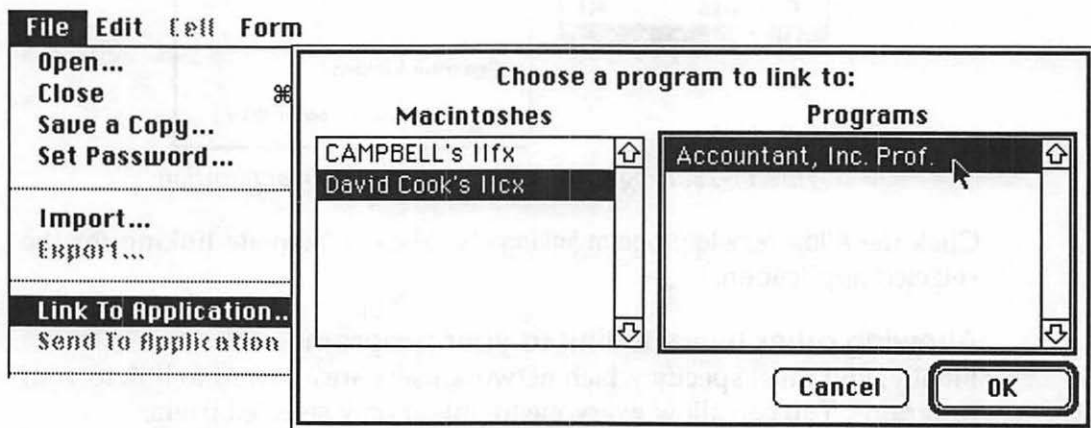 File Edit Cell Form
Open...
Close ⌘
Save a Copy...
Set Password...
Import...
Export...
Link To Application..
Send To Application
Choose a program to link to:
Macintoshes
CAMPBELL's IIfx
David Cook's IIcx
Programs
Accountant, Inc. Prof.
Cancel OK